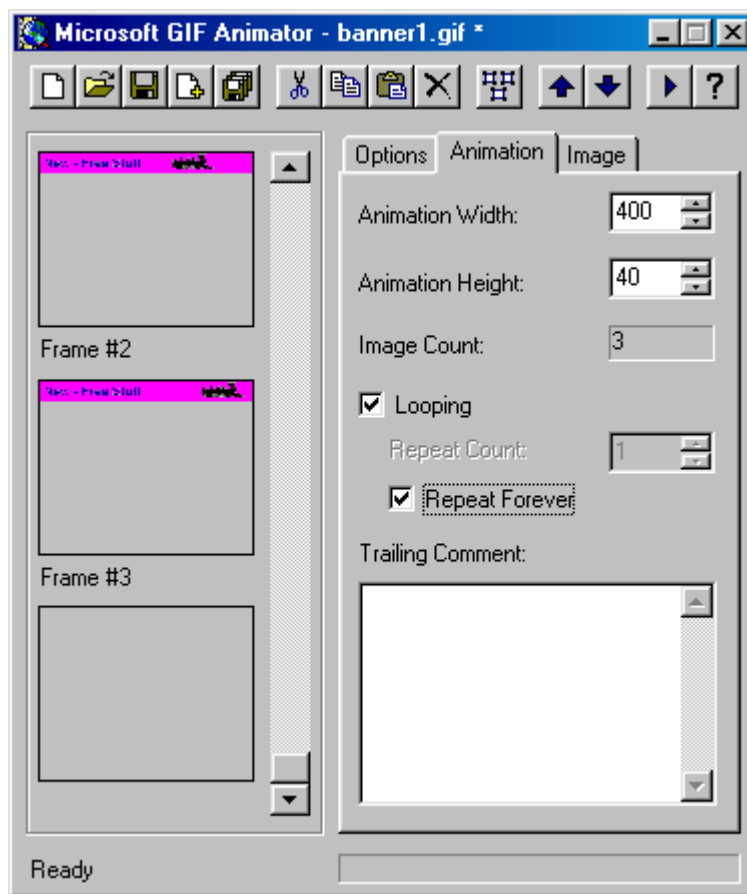 Microsoft GIF Animator - banner1.gif *
Options Animation Image
New - Free Stuff
Frame #2
New - Free Stuff
Frame #3
Animation Width: 400
Animation Height: 40
Image Count: 3
Looping
Repeat Count: 1
Repeat Forever
Trailing Comment:
Ready